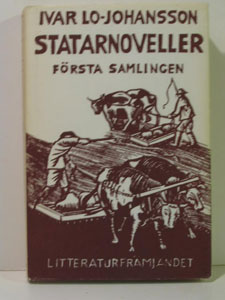 IVAR LO-JOHANSSON
STATARNOVELLER
FÖRSTA SAMLINGEN
LITTERATURFRÄMJANDET